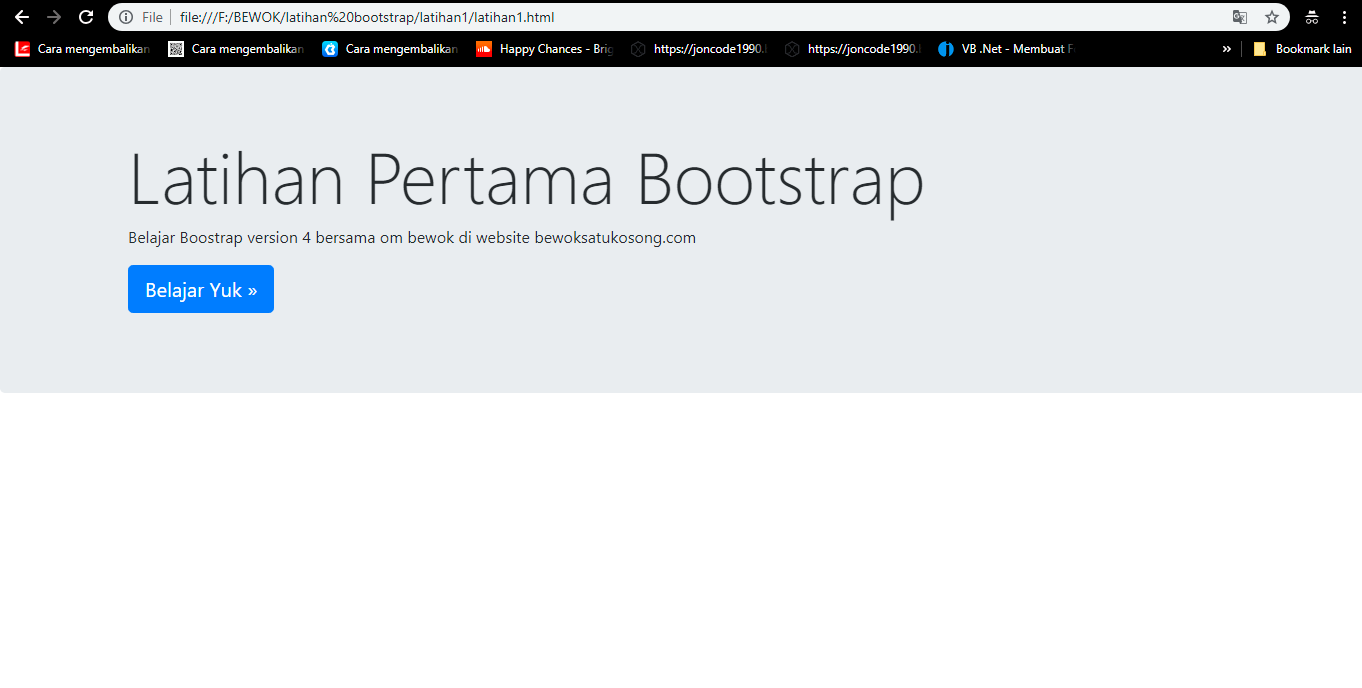 File file:///F:/BEWOK/latihan%20bootstrap/latihan1/latihan1.html
Cara mengembalikan Cara mengembalikan Cara mengembalikan Happy Chances - Brig https://joncode1990. https://joncode1990. VB .Net - Membuat F » Bookmark lain
Latihan Pertama Bootstrap
Belajar Boostrap version 4 bersama om bewok di website bewoksatukosong.com
Belajar Yuk »